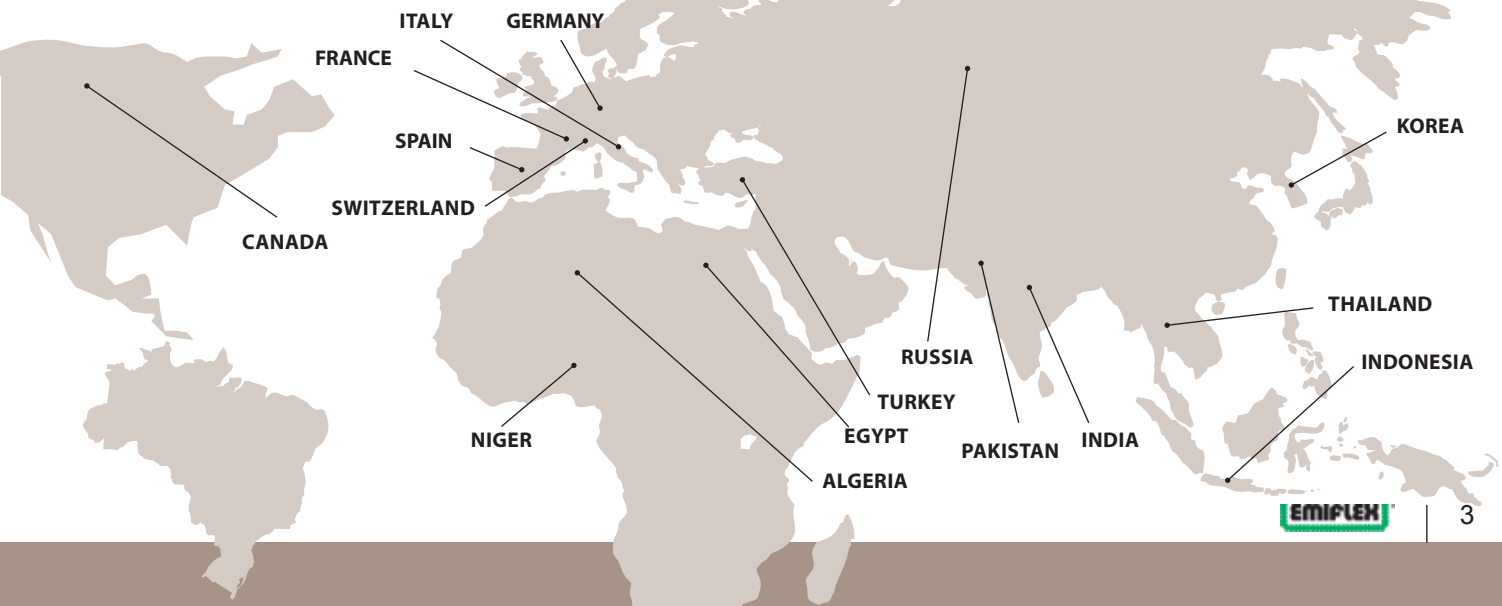 ITALY
GERMANY
FRANCE
KOREA
SPAIN
SWITZERLAND
CANADA
THAILAND
RUSSIA
INDONESIA
TURKEY
NIGER
EGYPT
PAKISTAN
INDIA
ALGERIA
EMIFLEX
3